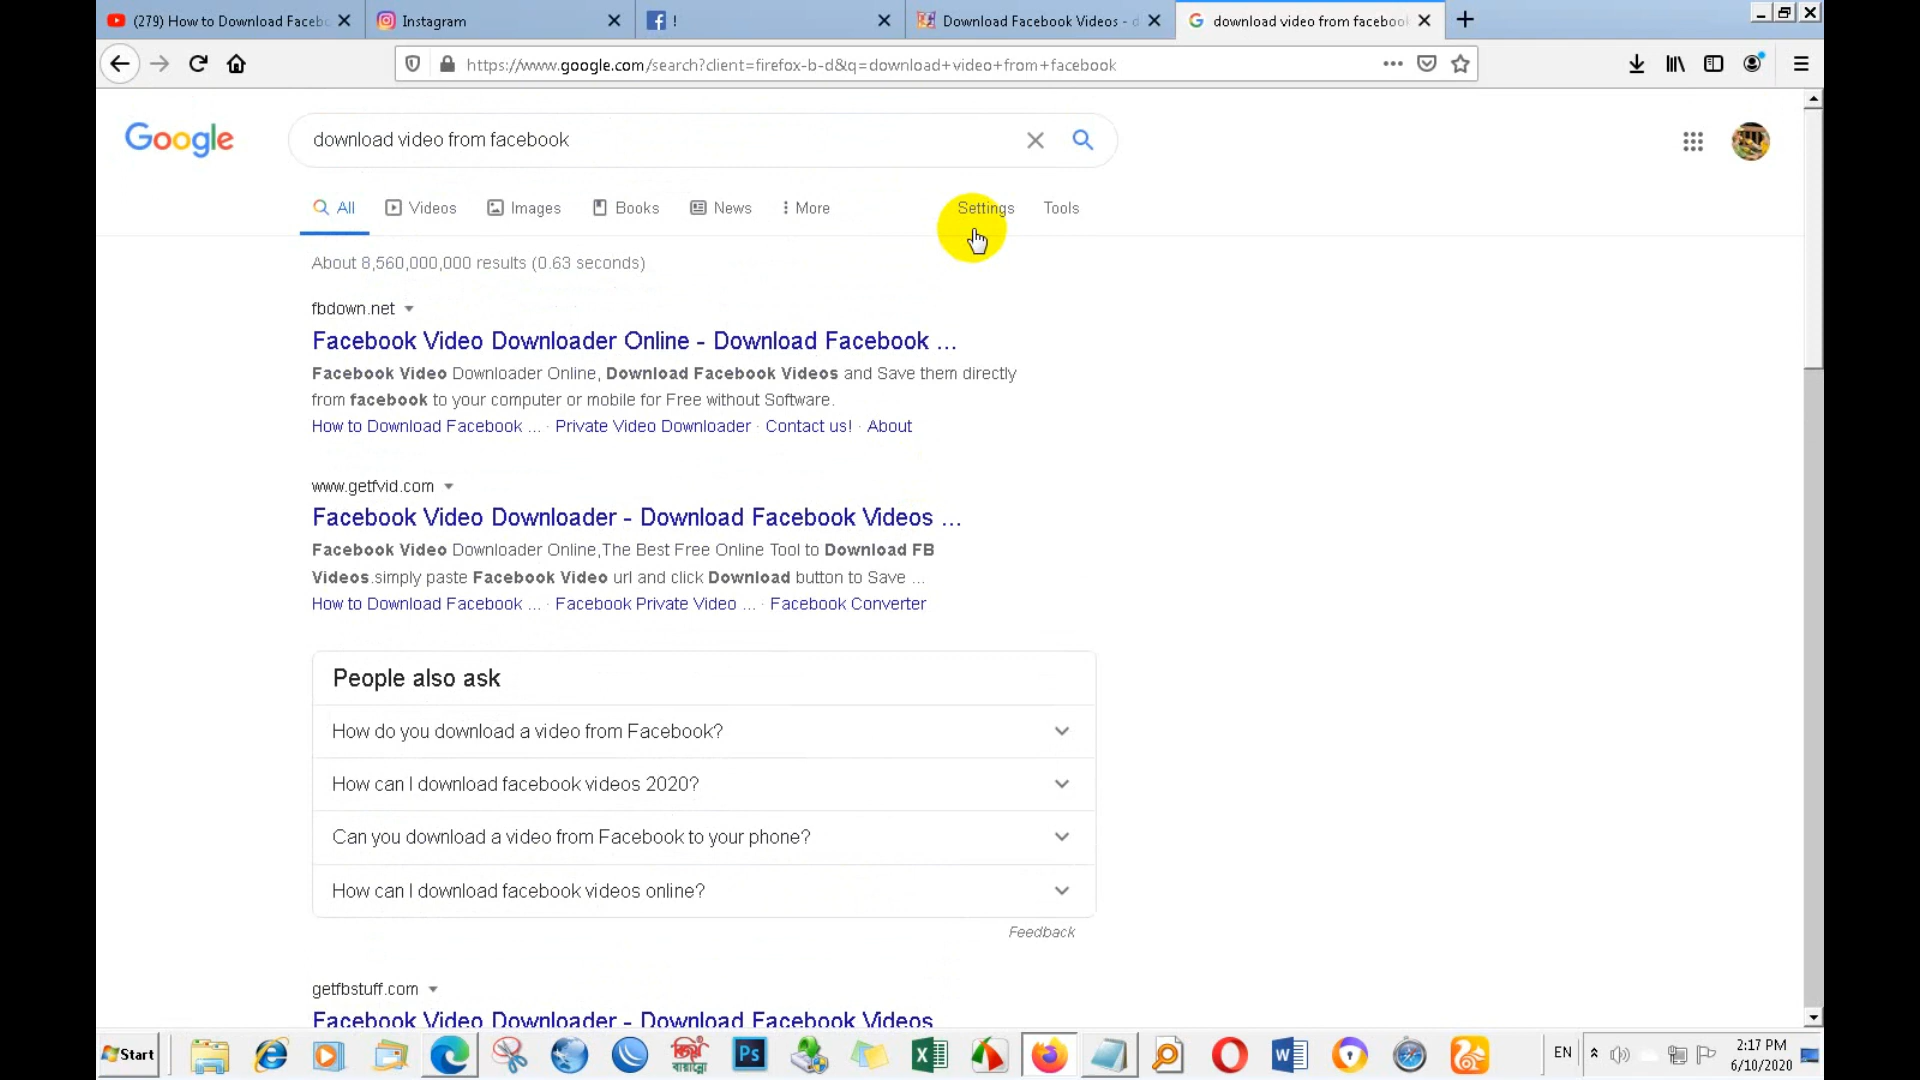 (279) How to Download Facebo
Instagram
!
Download Facebook Videos - d
download video from facebook
https://www.google.com/search?client=firefox-b-d&q=download+video+from+facebook
Google
download video from facebook
All
Videos
Images
Books
News
More
Settings
Tools
About 8,560,000,000 results (0.63 seconds)
fbdown.net
Facebook Video Downloader Online - Download Facebook ...
Facebook Video Downloader Online, Download Facebook Videos and Save them directly
from facebook to your computer or mobile for Free without Software.
How to Download Facebook ... · Private Video Downloader · Contact us! · About
www.getfvid.com
Facebook Video Downloader - Download Facebook Videos ...
Facebook Video Downloader Online,The Best Free Online Tool to Download FB
Videos.simply paste Facebook Video url and click Download button to Save ...
How to Download Facebook ... · Facebook Private Video ... · Facebook Converter
People also ask
How do you download a video from Facebook?
How can I download facebook videos 2020?
Can you download a video from Facebook to your phone?
How can I download facebook videos online?
Feedback
getfbstuff.com
Facebook Video Downloader - Download Facebook Videos
Start
Ps
EN
2:17 PM
6/10/2020